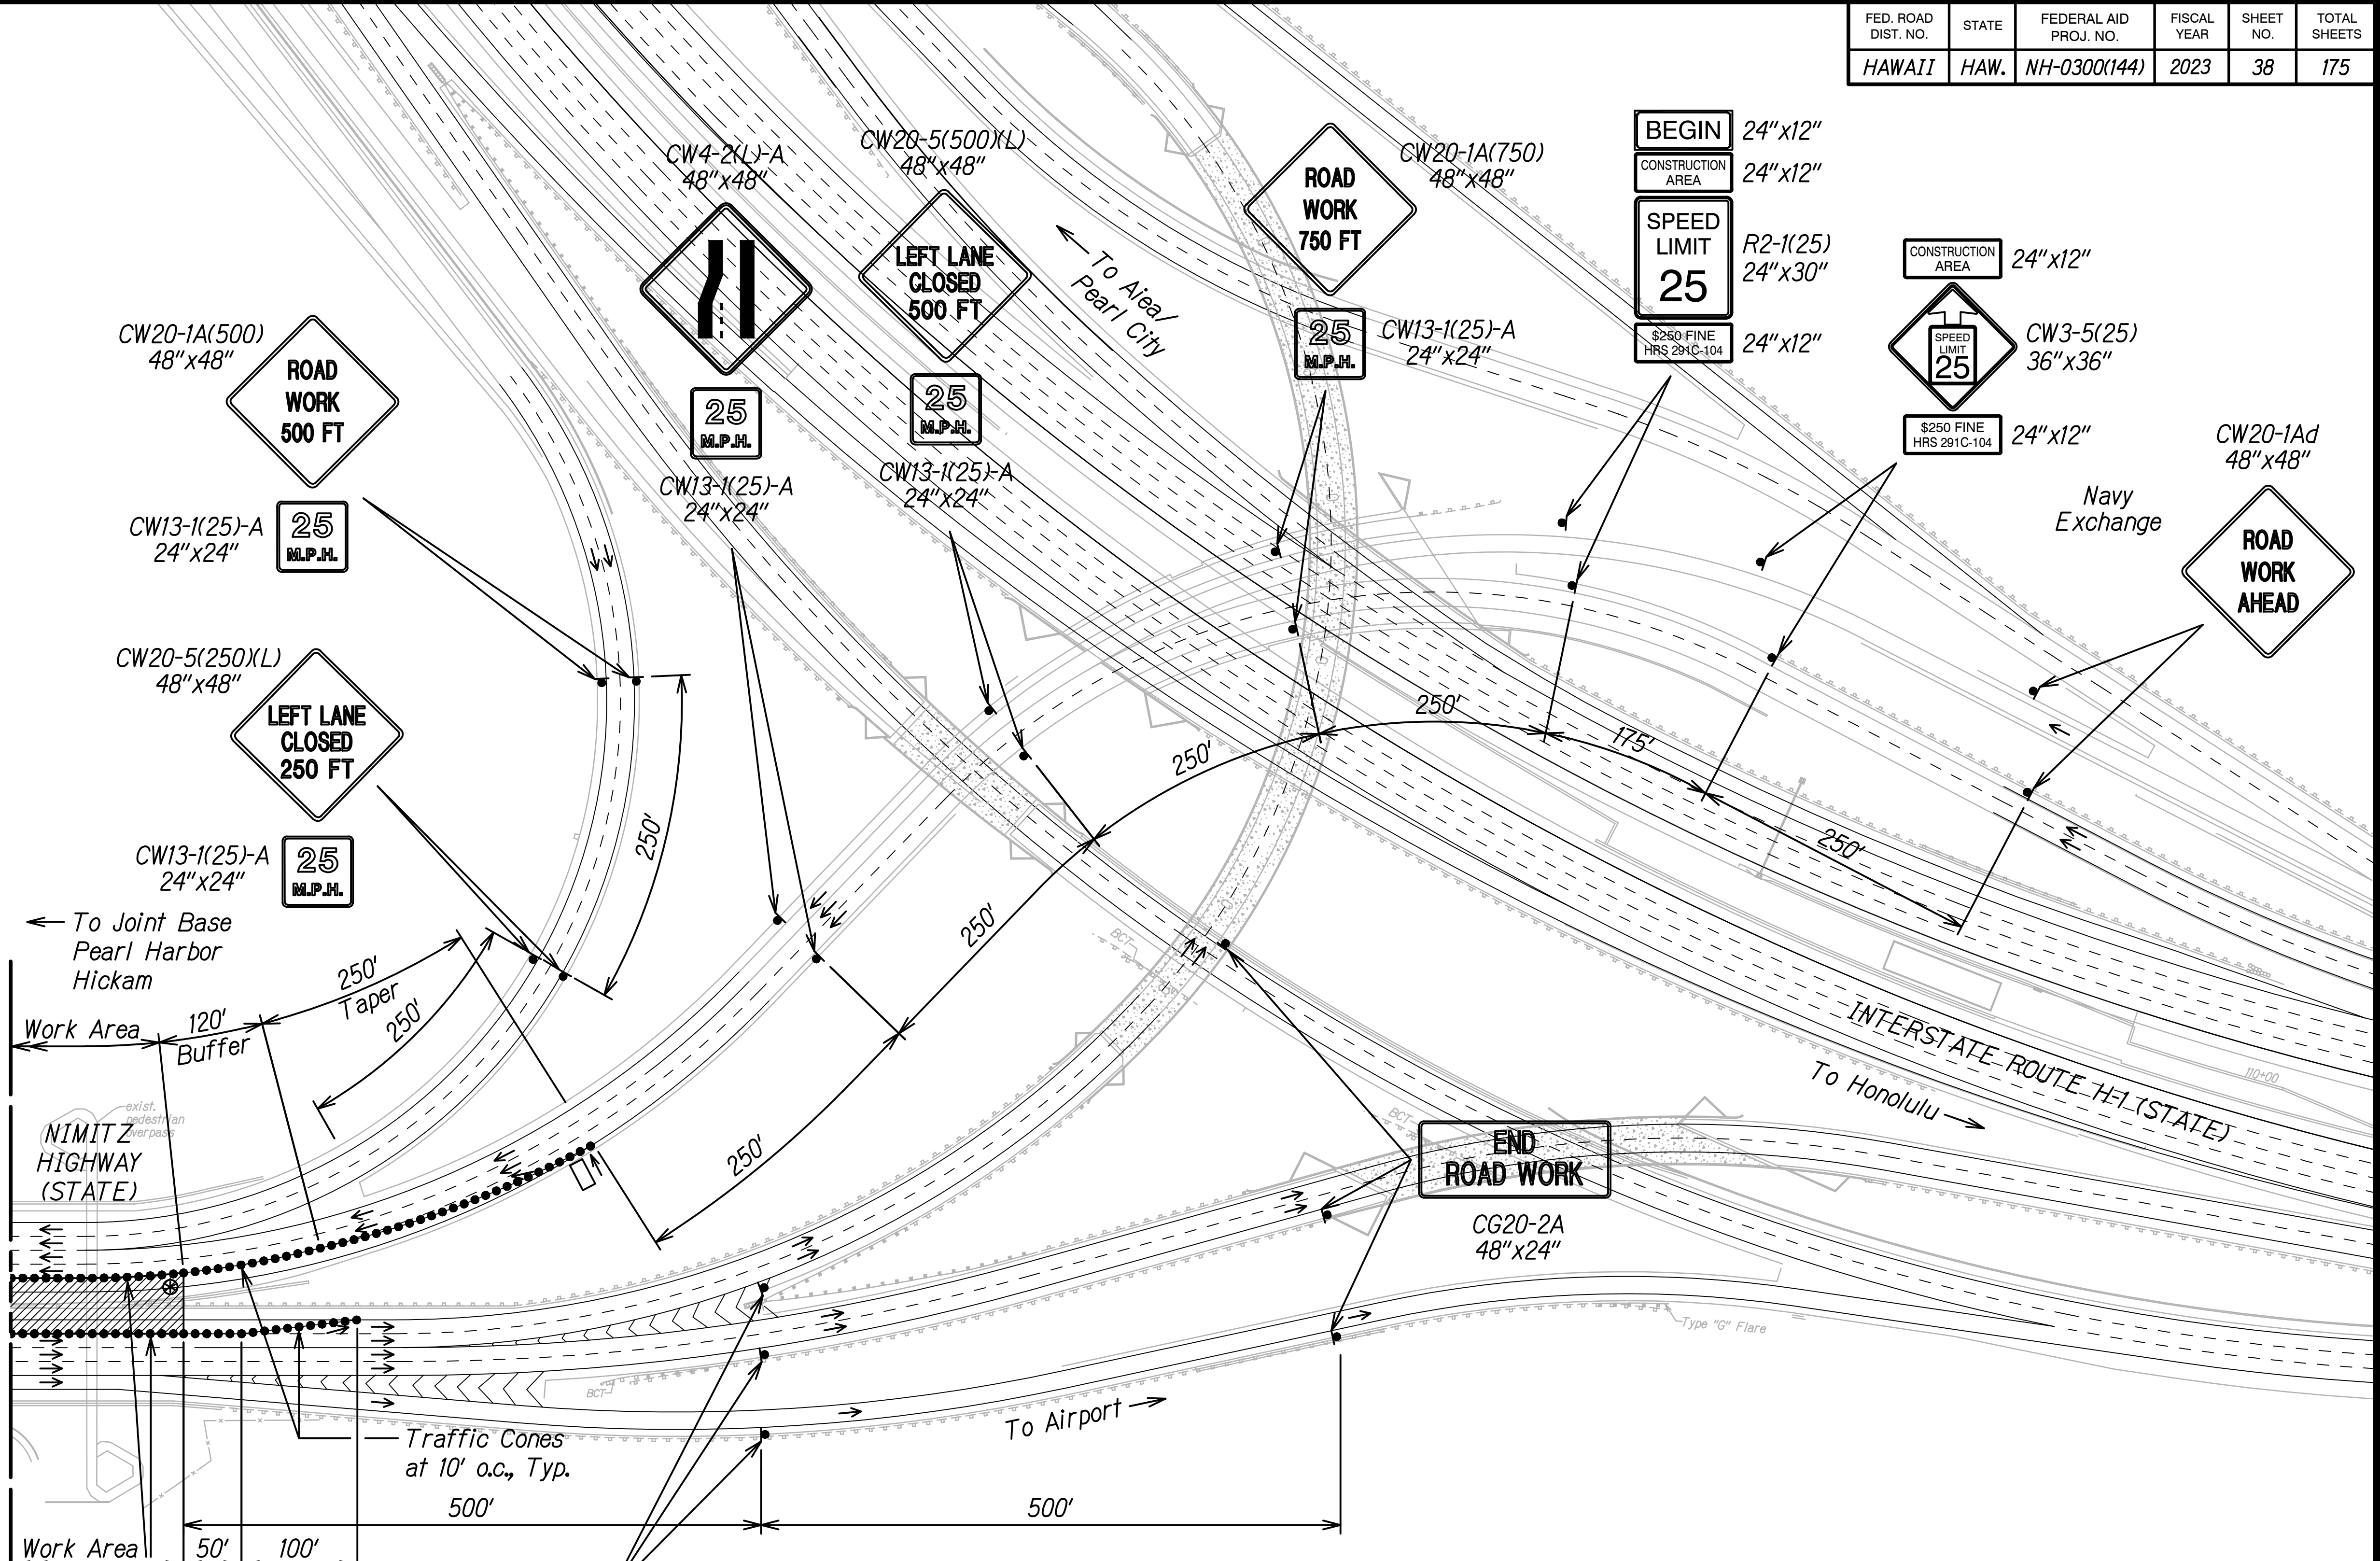 FED. ROAD
DIST. NO.
STATE
FEDERAL AID
PROJ. NO.
FISCAL
YEAR
SHEET
NO.
TOTAL
SHEETS
HAWAII
HAW.
NH-0300(144)
2023
38
175
CW4-2(L)-A
48"x48"
CW20-5(500)(L)
48"x48"
LEFT LANE
CLOSED
500 FT
ROAD
WORK
750 FT
CW20-1A(750)
48"x48"
BEGIN
24"x12"
CONSTRUCTION
AREA
24"x12"
SPEED
LIMIT
25
R2-1(25)
24"x30"
$250 FINE
HRS 291C-104
24"x12"
CONSTRUCTION
AREA
24"x12"
SPEED
LIMIT
25
CW3-5(25)
36"x36"
$250 FINE
HRS 291C-104
24"x12"
CW20-1Ad
48"x48"
ROAD
WORK
AHEAD
Navy
Exchange
To Aiea/
Pearl City
25
M.P.H.
CW13-1(25)-A
24"x24"
CW20-1A(500)
48"x48"
ROAD
WORK
500 FT
25
M.P.H.
CW13-1(25)-A
24"x24"
25
M.P.H.
CW13-1(25)-A
24"x24"
CW13-1(25)-A
24"x24"
25
M.P.H.
CW20-5(250)(L)
48"x48"
LEFT LANE
CLOSED
250 FT
CW13-1(25)-A
24"x24"
25
M.P.H.
250'
250'
250'
175'
250'
250'
250'
To Joint Base
Pearl Harbor
Hickam
250'
Taper
250'
120'
Buffer
Work Area
exist.
pedestrian
overpass
NIMITZ
HIGHWAY
(STATE)
BCT
BCT
INTERSTATE ROUTE H-1 (STATE)
To Honolulu
110+00
END
ROAD WORK
CG20-2A
48"x24"
Type "G" Flare
BCT
To Airport
Traffic Cones
at 10' o.c., Typ.
500'
500'
Work Area
50'
100'